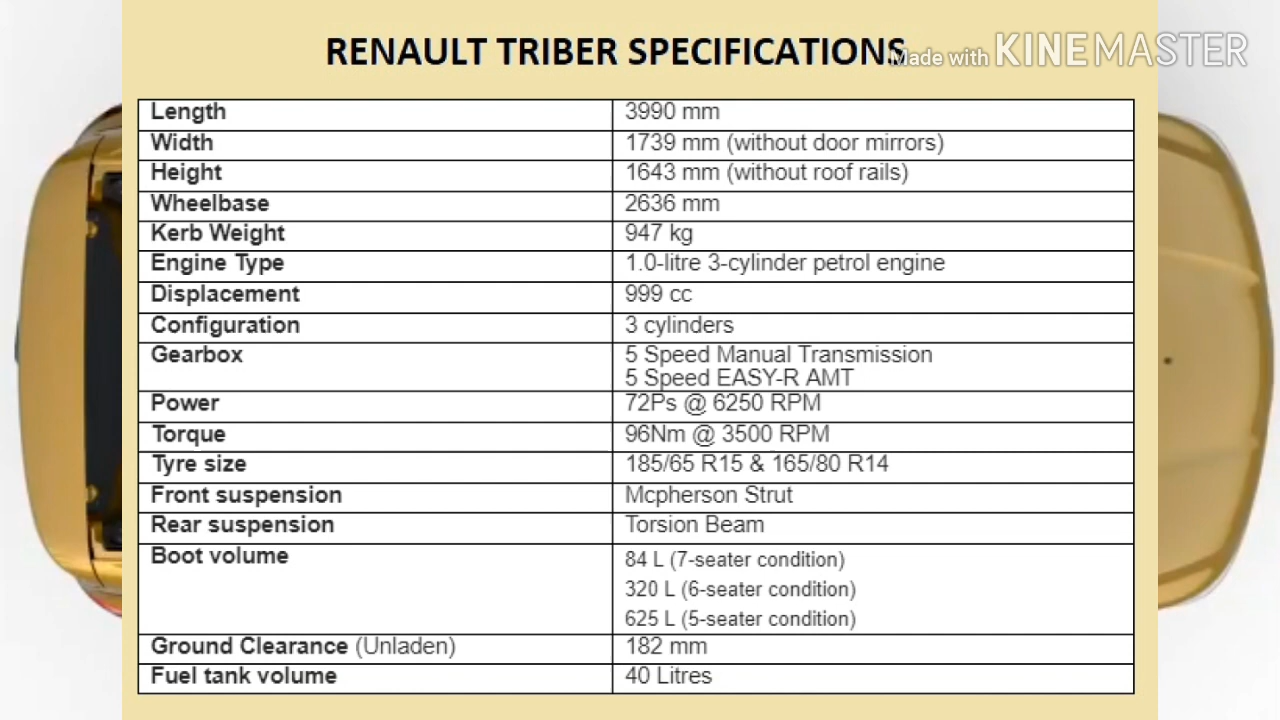 RENAULT TRIBER SPECIFICATIONS
Made with KINEMASTER
Length 3990 mm
Width 1739 mm (without door mirrors)
Height 1643 mm (without roof rails)
Wheelbase 2636 mm
Kerb Weight 947 kg
Engine Type 1.0-litre 3-cylinder petrol engine
Displacement 999 cc
Configuration 3 cylinders
Gearbox 5 Speed Manual Transmission
5 Speed EASY-R AMT
Power 72Ps @ 6250 RPM
Torque 96Nm @ 3500 RPM
Tyre size 185/65 R15 & 165/80 R14
Front suspension Mcpherson Strut
Rear suspension Torsion Beam
Boot volume 84 L (7-seater condition)
320 L (6-seater condition)
625 L (5-seater condition)
Ground Clearance (Unladen) 182 mm
Fuel tank volume 40 Litres